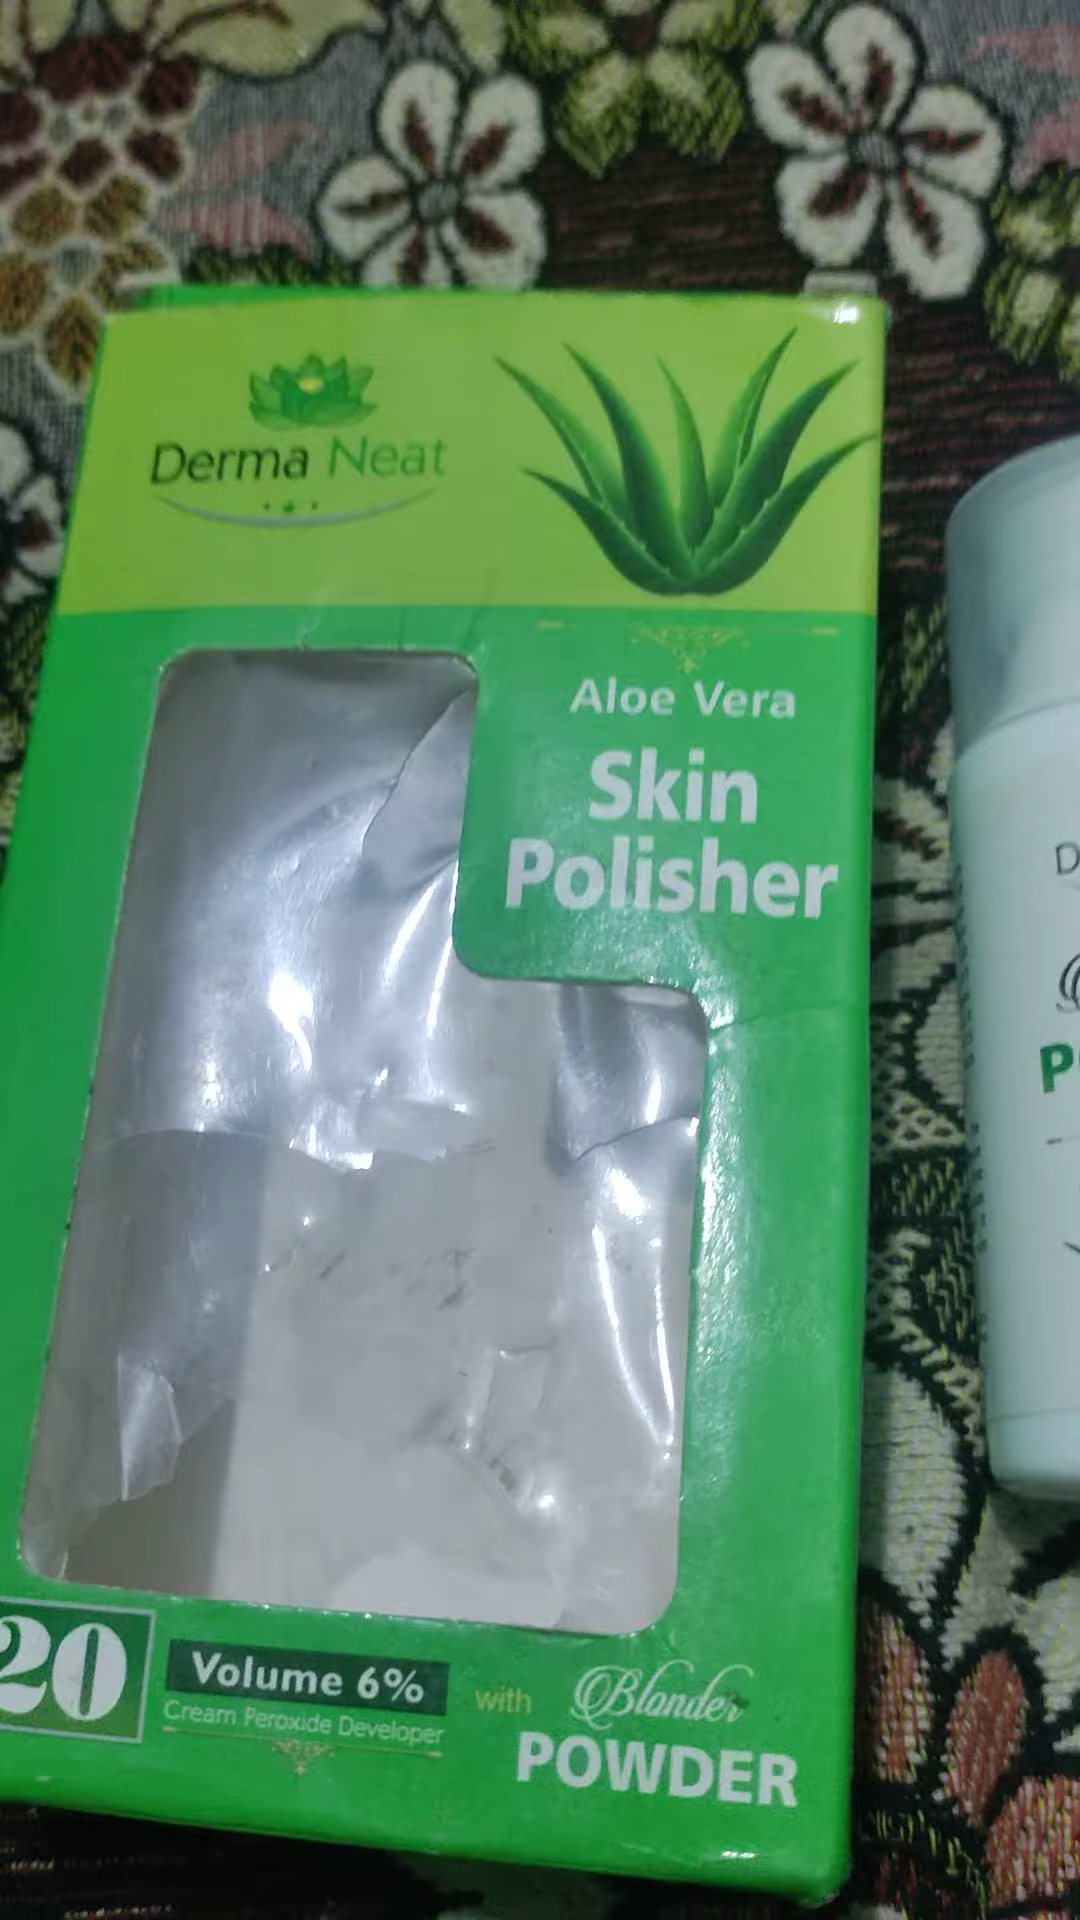 Derma Neat
Aloe Vera
Skin
Polisher
20
Volume 6%
Cream Peroxide Developer
with
Blonder
POWDER